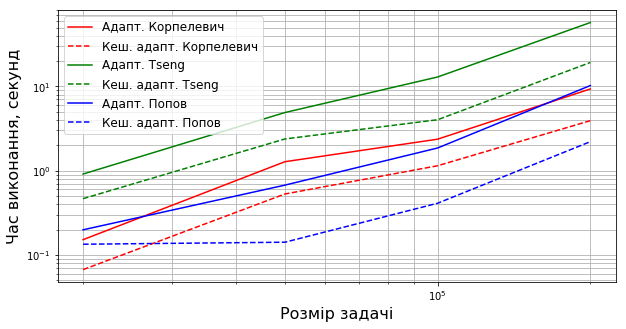 Адапт. Корпелевич
Кеш. адапт. Корпелевич
Адапт. Tseng
Кеш. адапт. Tseng
Адапт. Попов
Кеш. адапт. Попов
Час виконання, секунд
10¹
10⁰
10⁻¹
10⁵
Розмір задачі